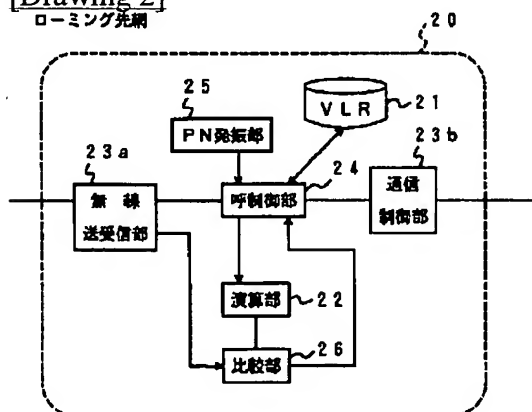 [Drawing 2]
ローミング先網
20
25
PN発振部
VLR
21
23a
無線
送受信部
呼制御部
24
23b
通信
制御部
演算部
22
比較部
26